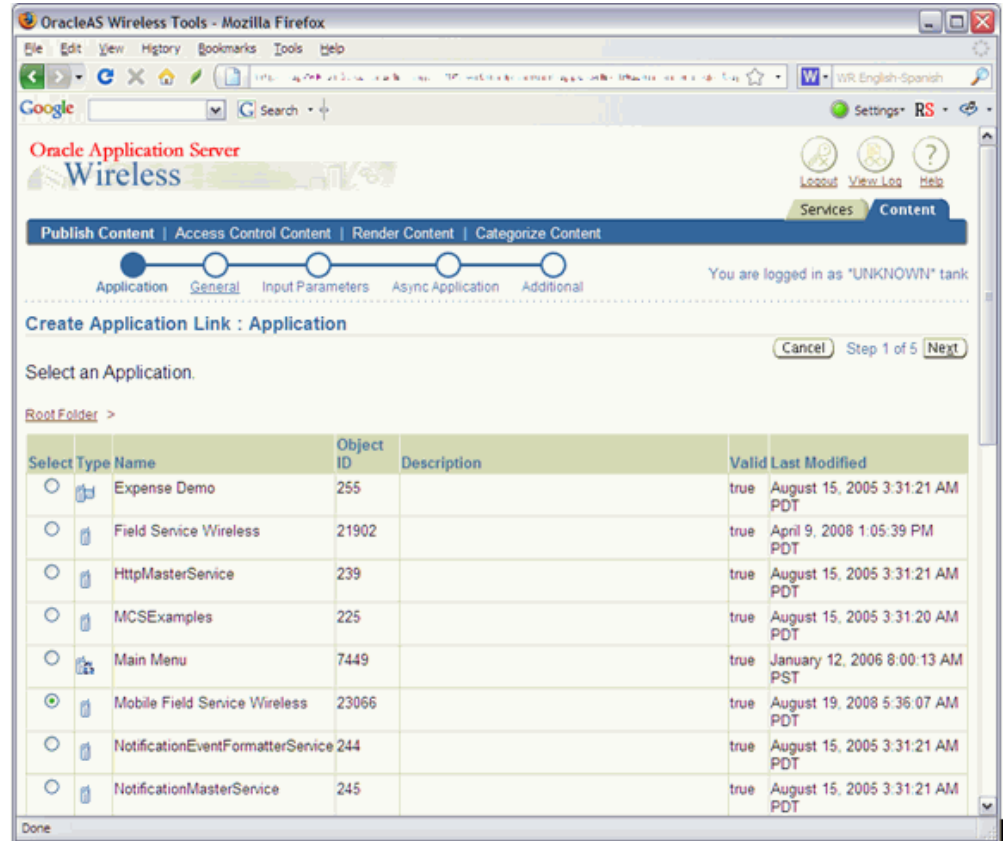 OracleAS Wireless Tools - Mozilla Firefox
File Edit View History Bookmarks Tools Help
W WR English-Spanish
Google G Search Settings RS
Oracle Application Server
Wireless
Logout View Log Help
Services Content
Publish Content | Access Control Content | Render Content | Categorize Content
Application General Input Parameters Async Application Additional
You are logged in as "UNKNOWN" tank
Create Application Link : Application
Cancel Step 1 of 5 Next
Select an Application.
Root Folder >
Select Type Name Object ID Description Valid Last Modified
Expense Demo 255 true August 15, 2005 3:31:21 AM PDT
Field Service Wireless 21902 true April 9, 2008 1:05:39 PM PDT
HttpMasterService 239 true August 15, 2005 3:31:21 AM PDT
MCSExamples 225 true August 15, 2005 3:31:20 AM PDT
Main Menu 7449 true January 12, 2006 8:00:13 AM PST
Mobile Field Service Wireless 23066 true August 19, 2008 5:36:07 AM PDT
NotificationEventFormatterService 244 true August 15, 2005 3:31:21 AM PDT
NotificationMasterService 245 true August 15, 2005 3:31:21 AM PDT
Done